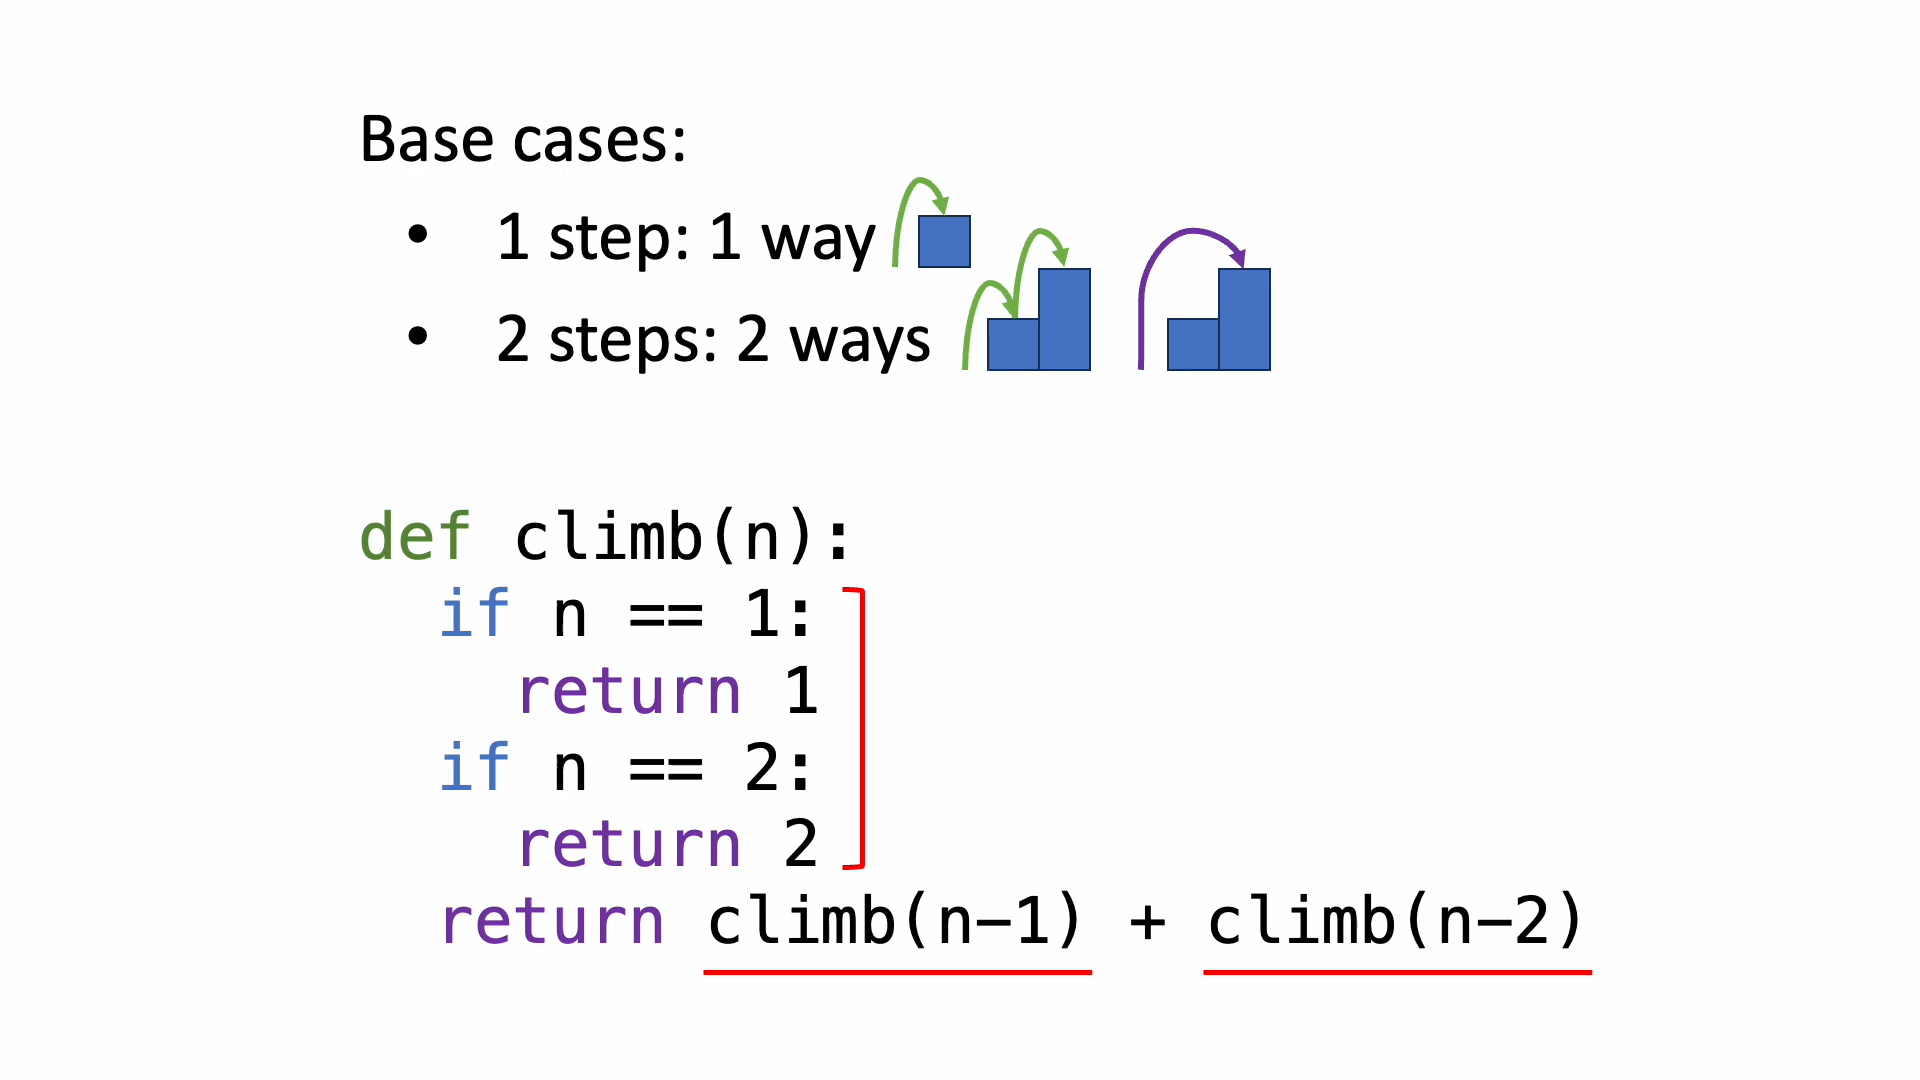 Base cases:
• 1 step: 1 way
• 2 steps: 2 ways
def climb(n):
if n == 1:
return 1
if n == 2:
return 2
return climb(n-1) + climb(n-2)